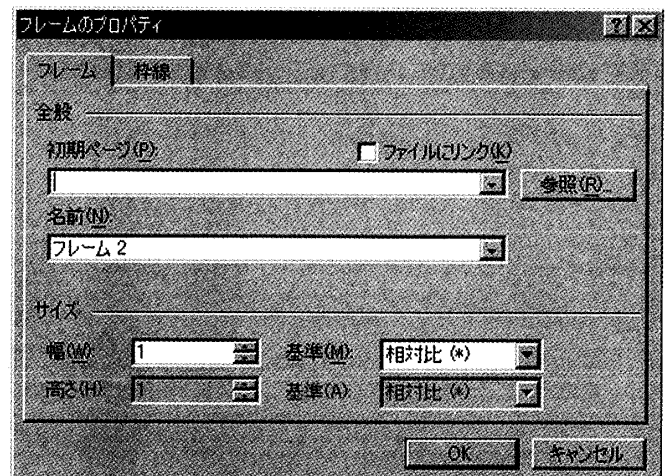 フレームのプロパティ
フレーム 枠線
全般
初期ページ(P): ファイルにリンク(K)
参照(R)...
名前(N):
フレーム 2
サイズ
幅(W): 1 基準(M): 相対比 (*)
高さ(H): 1 基準(A): 相対比 (*)
OK キャンセル